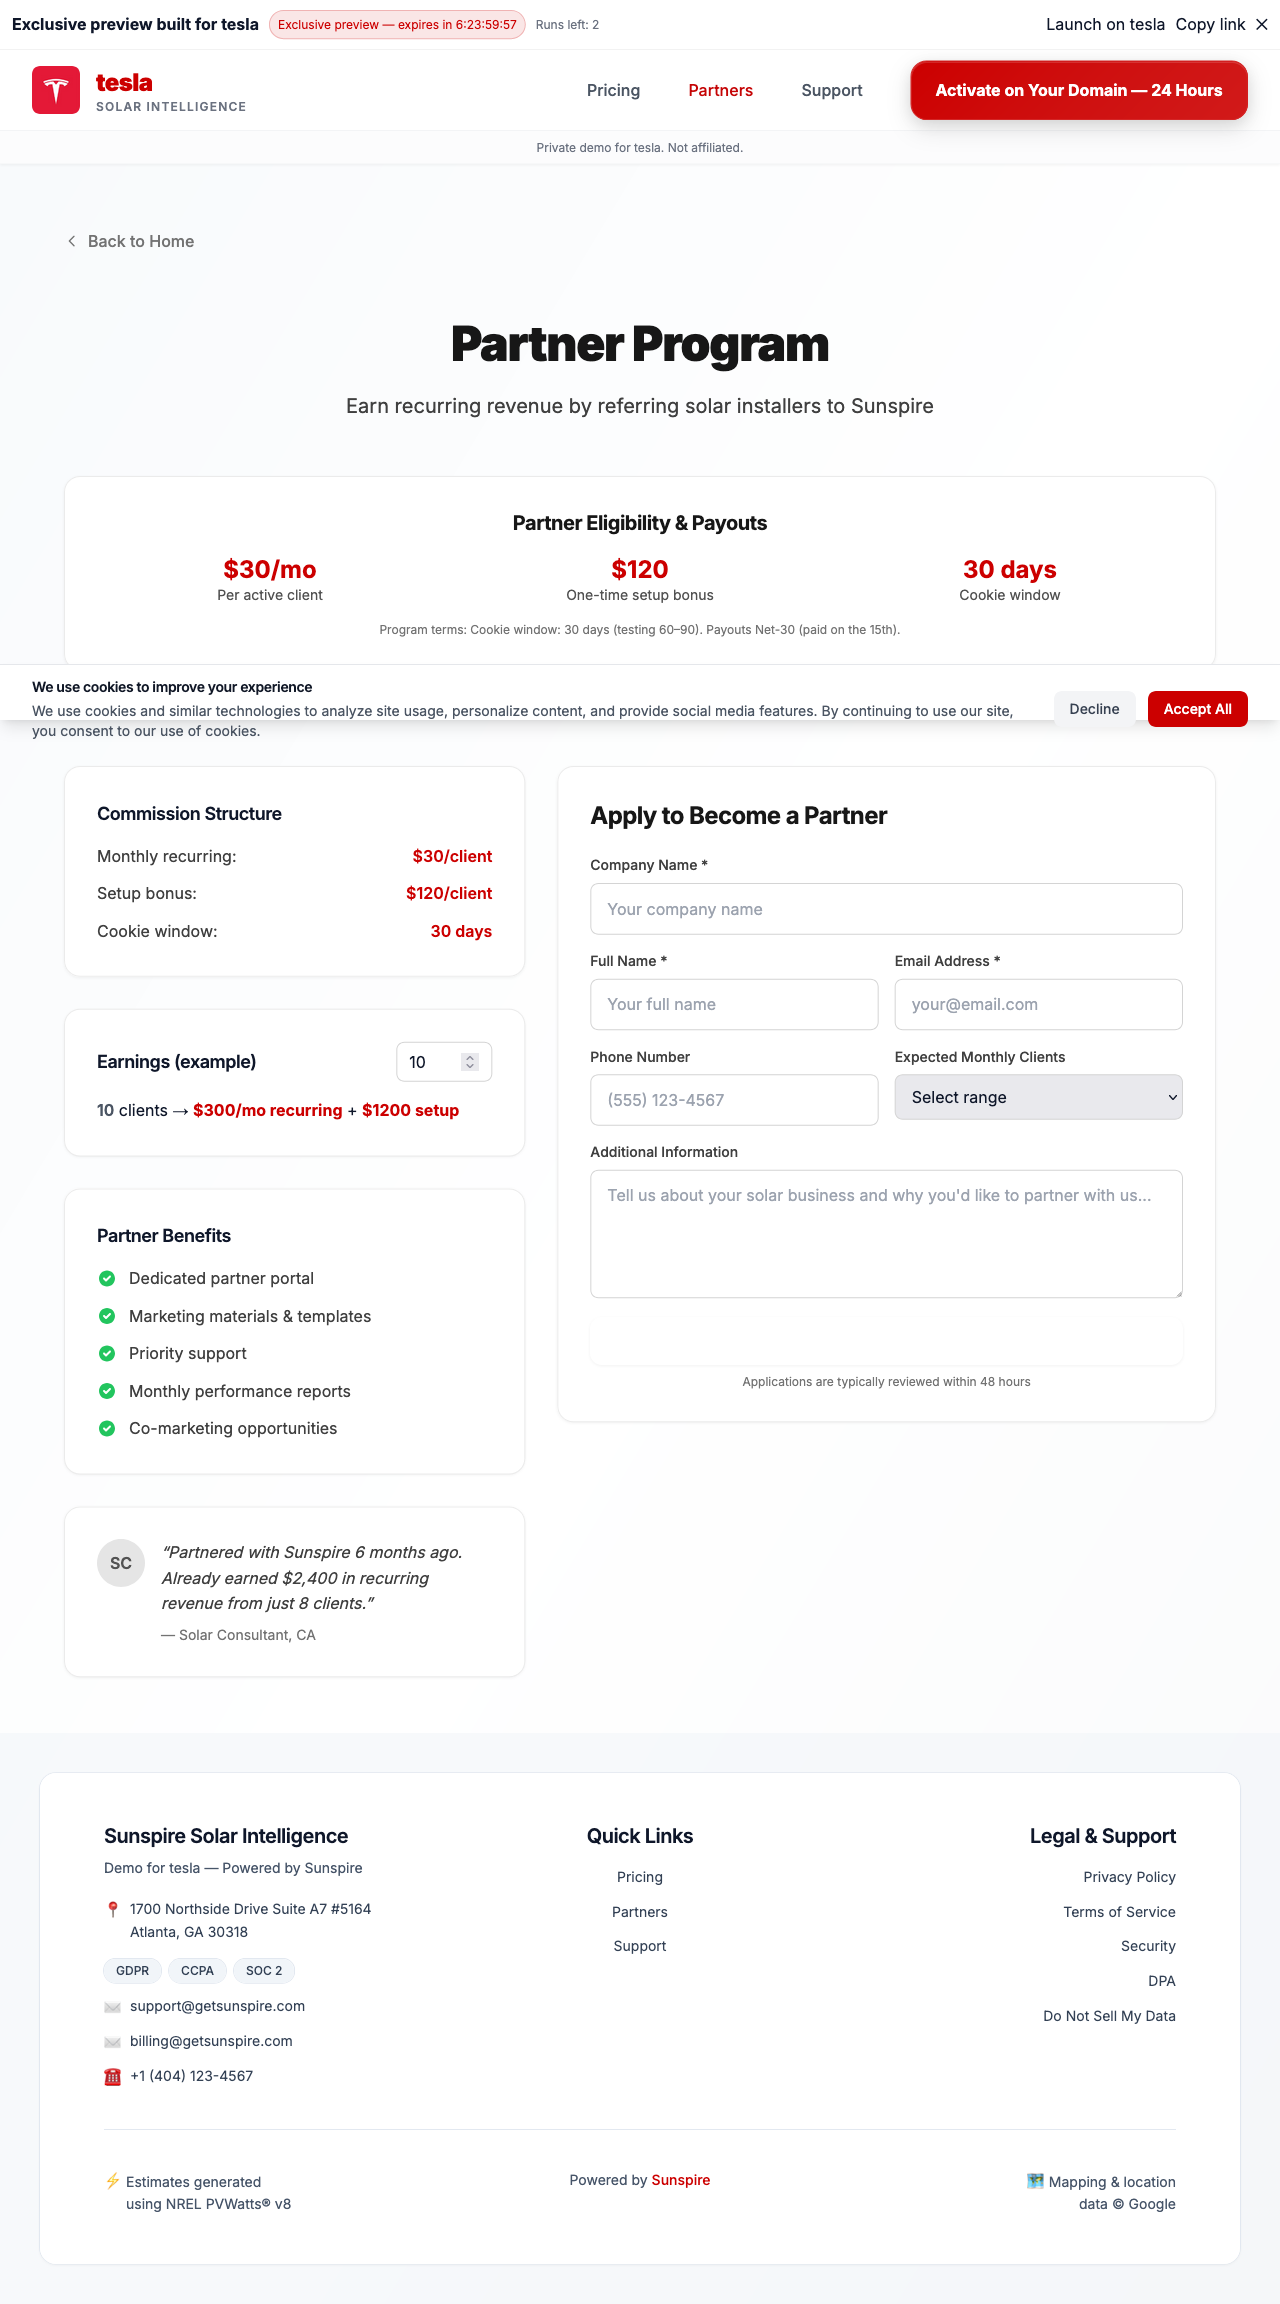 Exclusive preview built for tesla
Exclusive preview — expires in 6:23:59:57
Runs left: 2
Launch on tesla
Copy link
tesla
SOLAR INTELLIGENCE
Pricing
Partners
Support
Activate on Your Domain — 24 Hours
Private demo for tesla. Not affiliated.
Back to Home
Partner Program
Earn recurring revenue by referring solar installers to Sunspire
Partner Eligibility & Payouts
$30/mo
Per active client
$120
One-time setup bonus
30 days
Cookie window
Program terms: Cookie window: 30 days (testing 60–90). Payouts Net-30 (paid on the 15th).
We use cookies to improve your experience
We use cookies and similar technologies to analyze site usage, personalize content, and provide social media features. By continuing to use our site,
you consent to our use of cookies.
Decline
Accept All
Commission Structure
Monthly recurring:
$30/client
Setup bonus:
$120/client
Cookie window:
30 days
Earnings (example)
10
10 clients → $300/mo recurring + $1200 setup
Partner Benefits
Dedicated partner portal
Marketing materials & templates
Priority support
Monthly performance reports
Co-marketing opportunities
SC
“Partnered with Sunspire 6 months ago.
Already earned $2,400 in recurring
revenue from just 8 clients.”
— Solar Consultant, CA
Apply to Become a Partner
Company Name *
Your company name
Full Name *
Your full name
Email Address *
your@email.com
Phone Number
(555) 123-4567
Expected Monthly Clients
Select range
Additional Information
Tell us about your solar business and why you'd like to partner with us...
Applications are typically reviewed within 48 hours
Sunspire Solar Intelligence
Demo for tesla — Powered by Sunspire
1700 Northside Drive Suite A7 #5164
Atlanta, GA 30318
GDPR
CCPA
SOC 2
support@getsunspire.com
billing@getsunspire.com
+1 (404) 123-4567
Quick Links
Pricing
Partners
Support
Legal & Support
Privacy Policy
Terms of Service
Security
DPA
Do Not Sell My Data
Estimates generated
using NREL PVWatts® v8
Powered by Sunspire
Mapping & location
data © Google